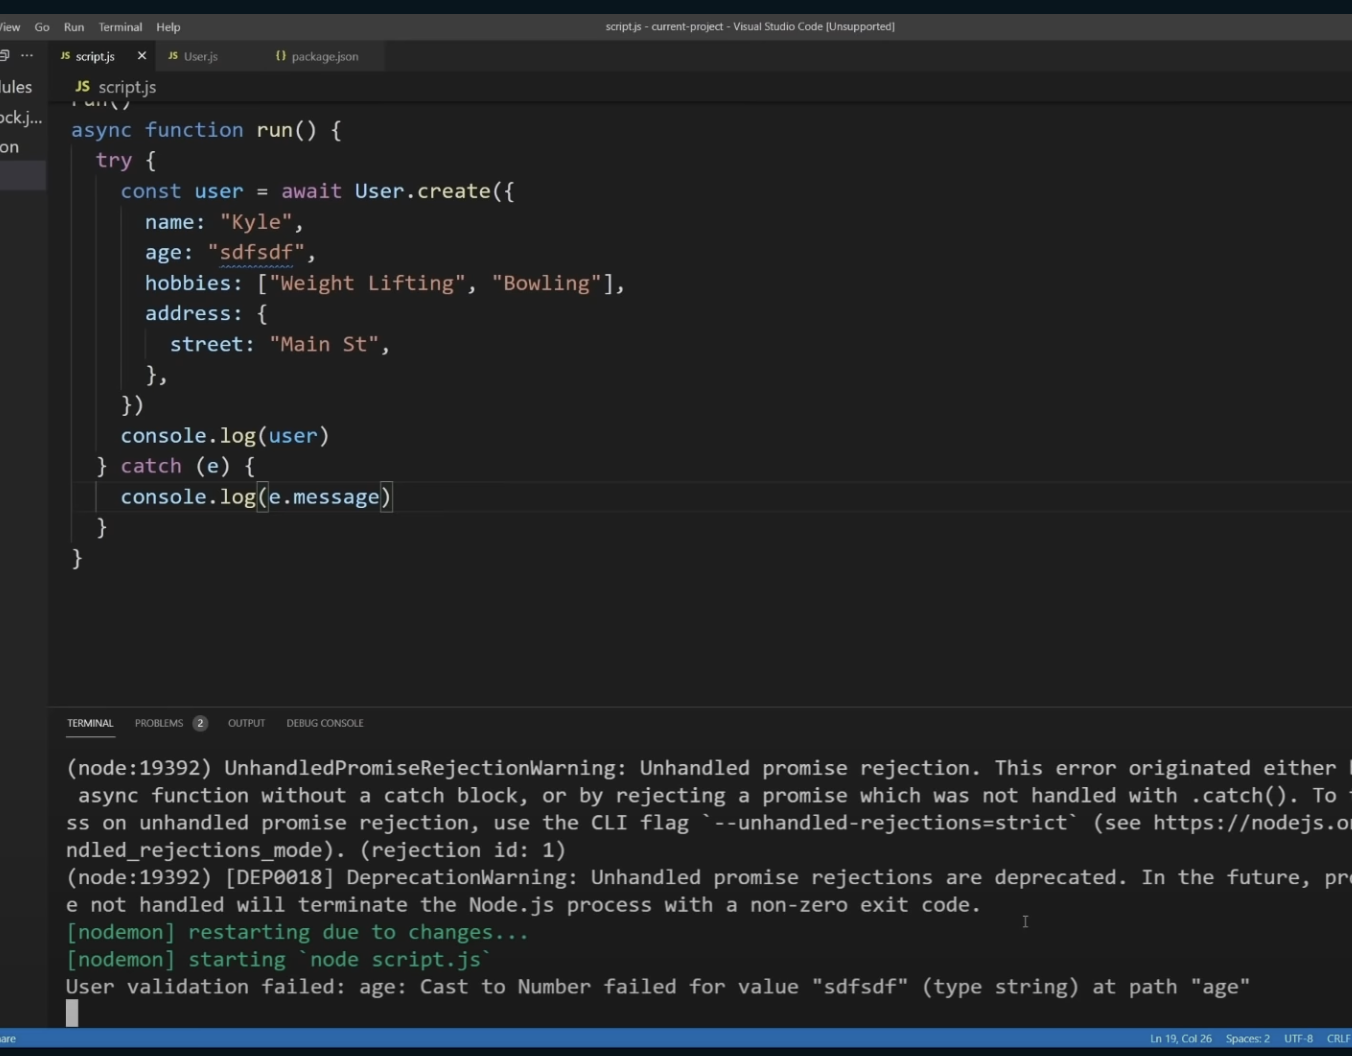 View Go Run Terminal Help
script.js - current-project - Visual Studio Code [Unsupported]
JS script.js × JS User.js {} package.json
JS script.js
run()
async function run() {
try {
const user = await User.create({
name: "Kyle",
age: "sdfsdf",
hobbies: ["Weight Lifting", "Bowling"],
address: {
street: "Main St",
},
})
console.log(user)
} catch (e) {
console.log(e.message)
}
}
TERMINAL PROBLEMS 2 OUTPUT DEBUG CONSOLE
(node:19392) UnhandledPromiseRejectionWarning: Unhandled promise rejection. This error originated either
async function without a catch block, or by rejecting a promise which was not handled with .catch(). To
ss on unhandled promise rejection, use the CLI flag `--unhandled-rejections=strict` (see https://nodejs.o
ndled_rejections_mode). (rejection id: 1)
(node:19392) [DEP0018] DeprecationWarning: Unhandled promise rejections are deprecated. In the future, pr
e not handled will terminate the Node.js process with a non-zero exit code.
[nodemon] restarting due to changes...
[nodemon] starting `node script.js`
User validation failed: age: Cast to Number failed for value "sdfsdf" (type string) at path "age"
Ln 19, Col 26 Spaces: 2 UTF-8 CRLF